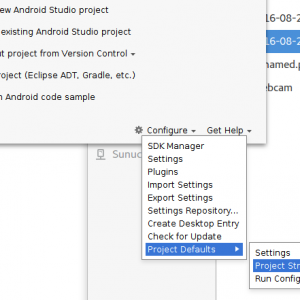 ew Android Studio project
existing Android Studio project
ut project from Version Control
roject (Eclipse ADT, Gradle, etc.)
n Android code sample
Configure
Get Help
SDK Manager
Settings
Plugins
Import Settings
Export Settings
Settings Repository...
Create Desktop Entry
Check for Update
Project Defaults
Settings
Project Str
Run Config
Sunuc
16-08-2
16-08-2
named.p
ebcam